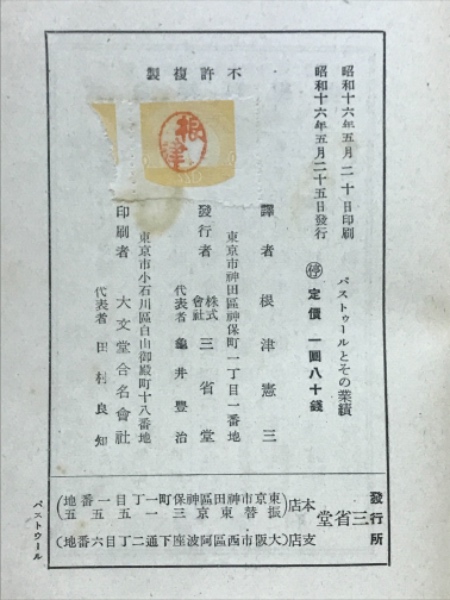 昭和十六年五月二十日印刷
昭和十六年五月二十五日發行
パストゥールとその業績
㊡定價 一圓八十錢
不許複製
根津
譯者 根津憲三
東京市神田區神保町一丁目一番地
發行者 株式會社 三省堂
代表者 龜井豐治
東京市小石川區白山御殿町十八番地
印刷者 大文堂合名會社
代表者 田村良知
發行所
三省堂
本店(東京市神田區神保町一丁目一番地
振替東京三一五五五)
支店(大阪市西區阿波座下通二丁目六番地)
パストウール